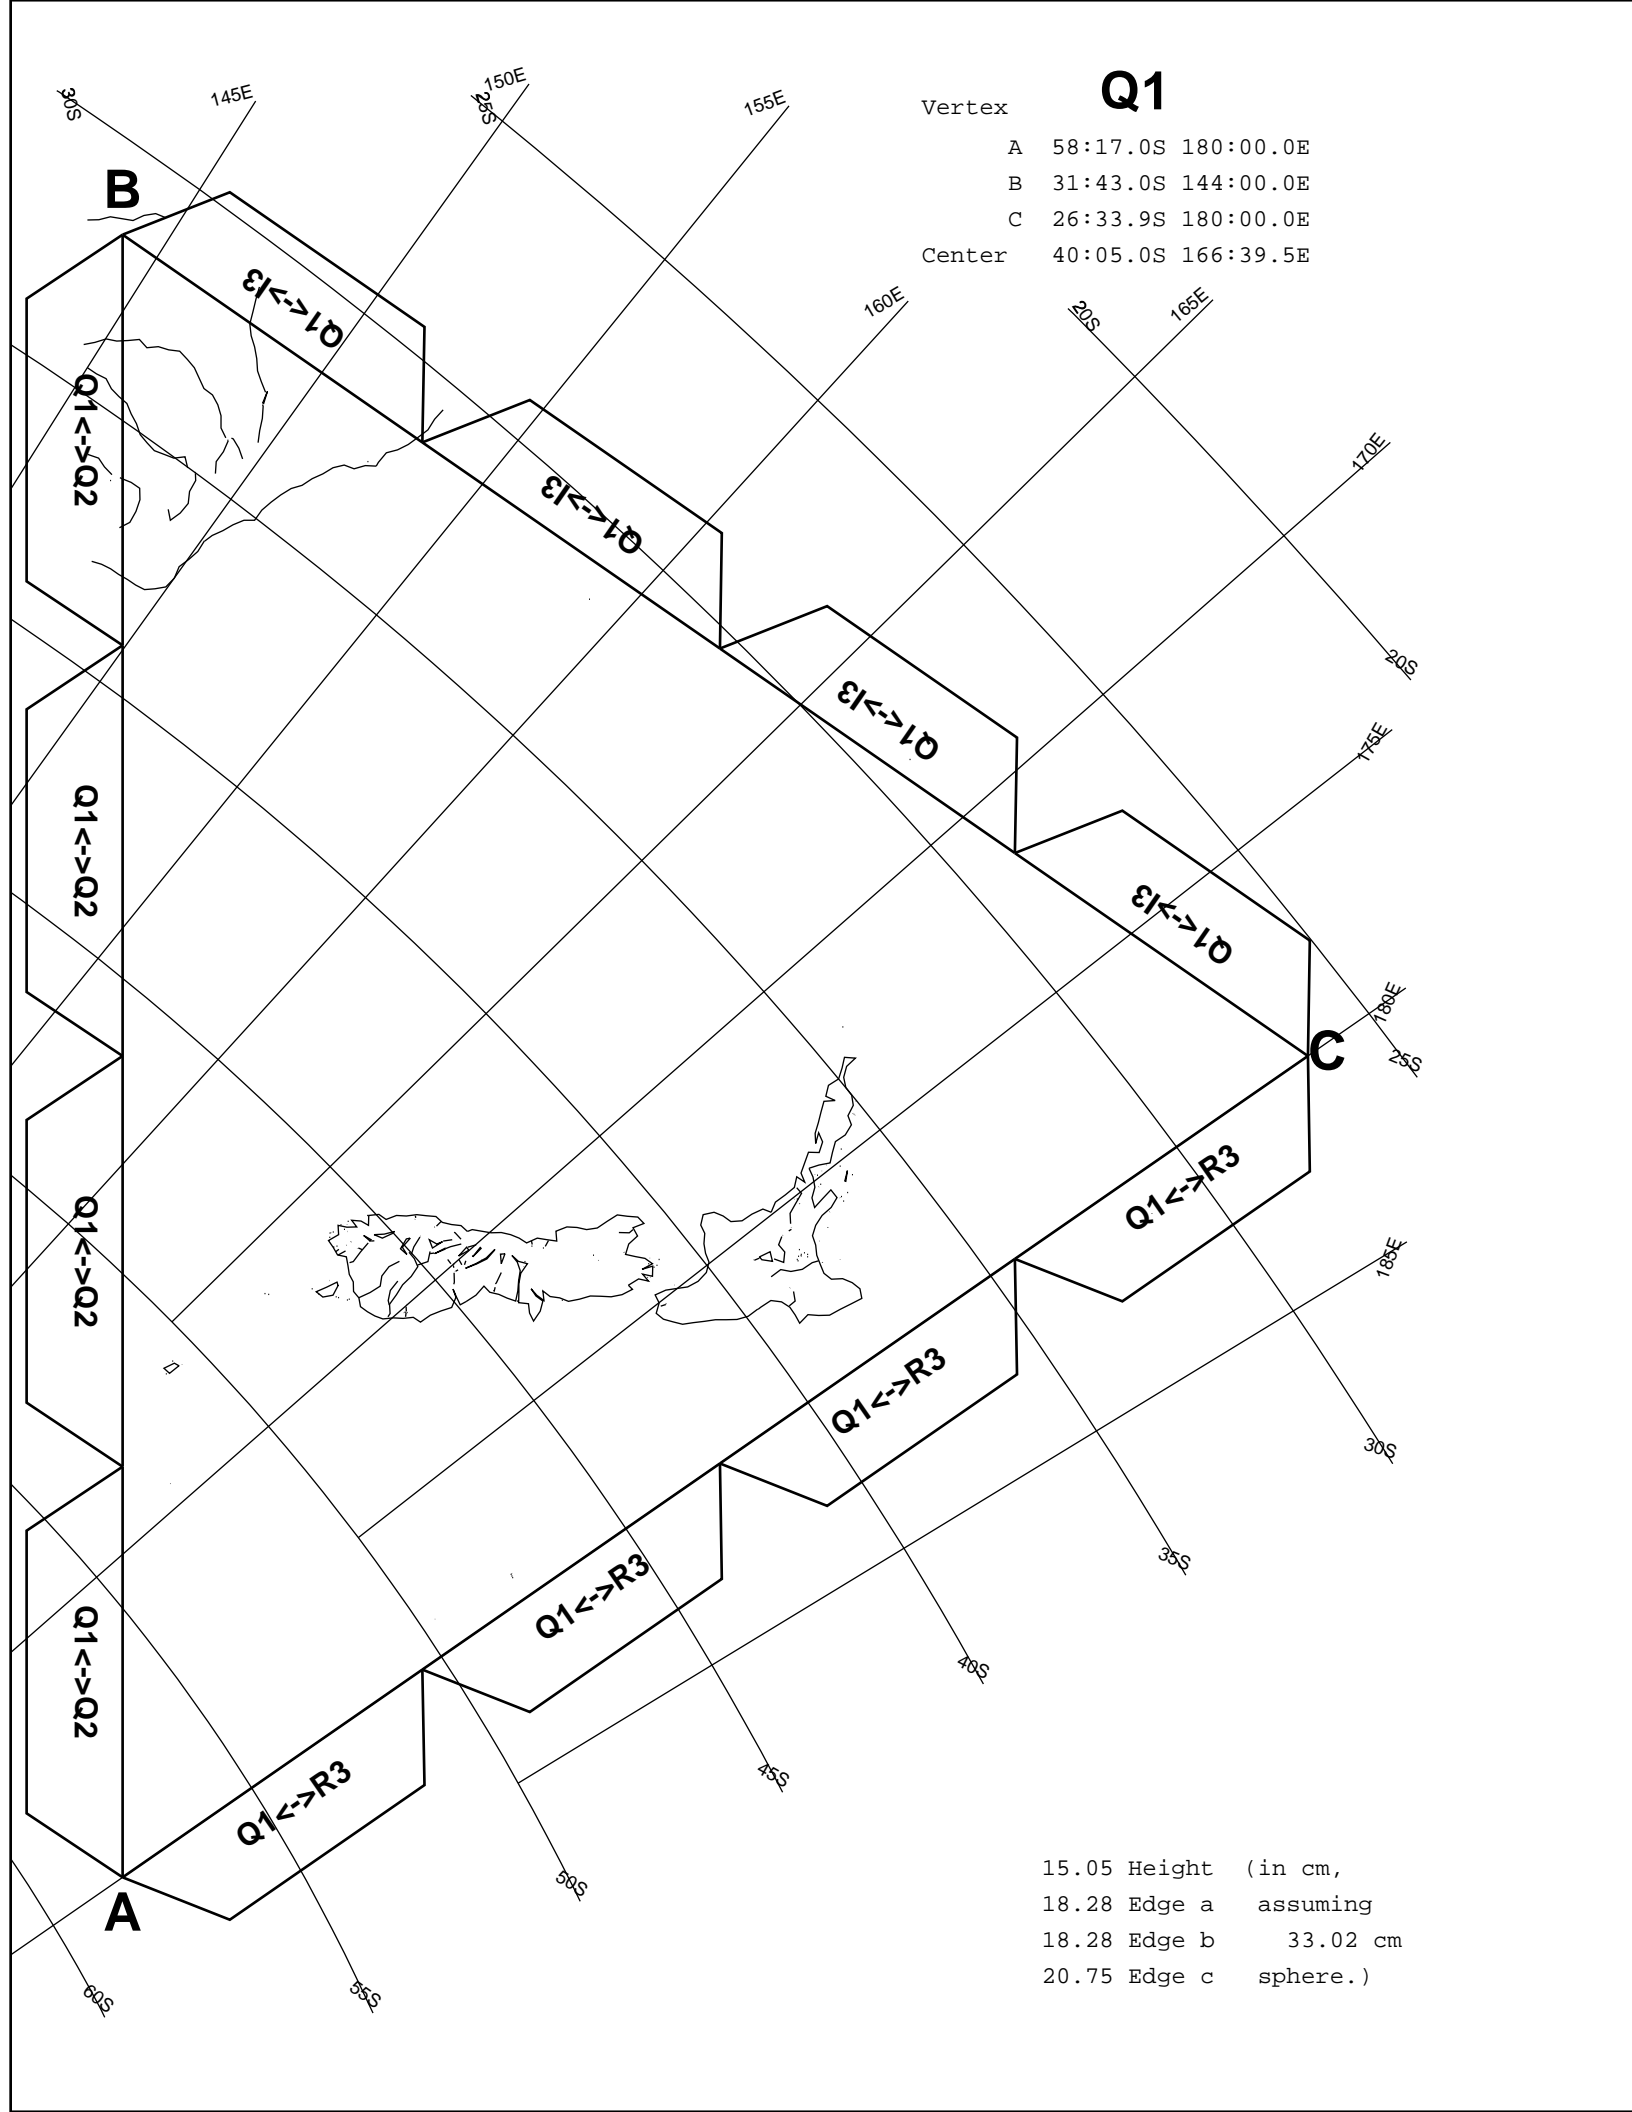 30S
145E
150E
25S
155E
Q1
Vertex
A 58:17.0S 180:00.0E
B 31:43.0S 144:00.0E
C 26:33.9S 180:00.0E
Center 40:05.0S 166:39.5E
B
160E
20S
165E
Q1<->I3
Q1<->Q2
170E
Q1<->I3
20S
175E
Q1<->I3
Q1<->Q2
Q1<->I3
180E
C
25S
Q1<->R3
Q1<->Q2
185E
Q1<->R3
30S
35S
Q1<->R3
40S
Q1<->Q2
45S
Q1<->R3
50S
A
55S
60S
15.05 Height (in cm,
18.28 Edge a assuming
18.28 Edge b 33.02 cm
20.75 Edge c sphere.)